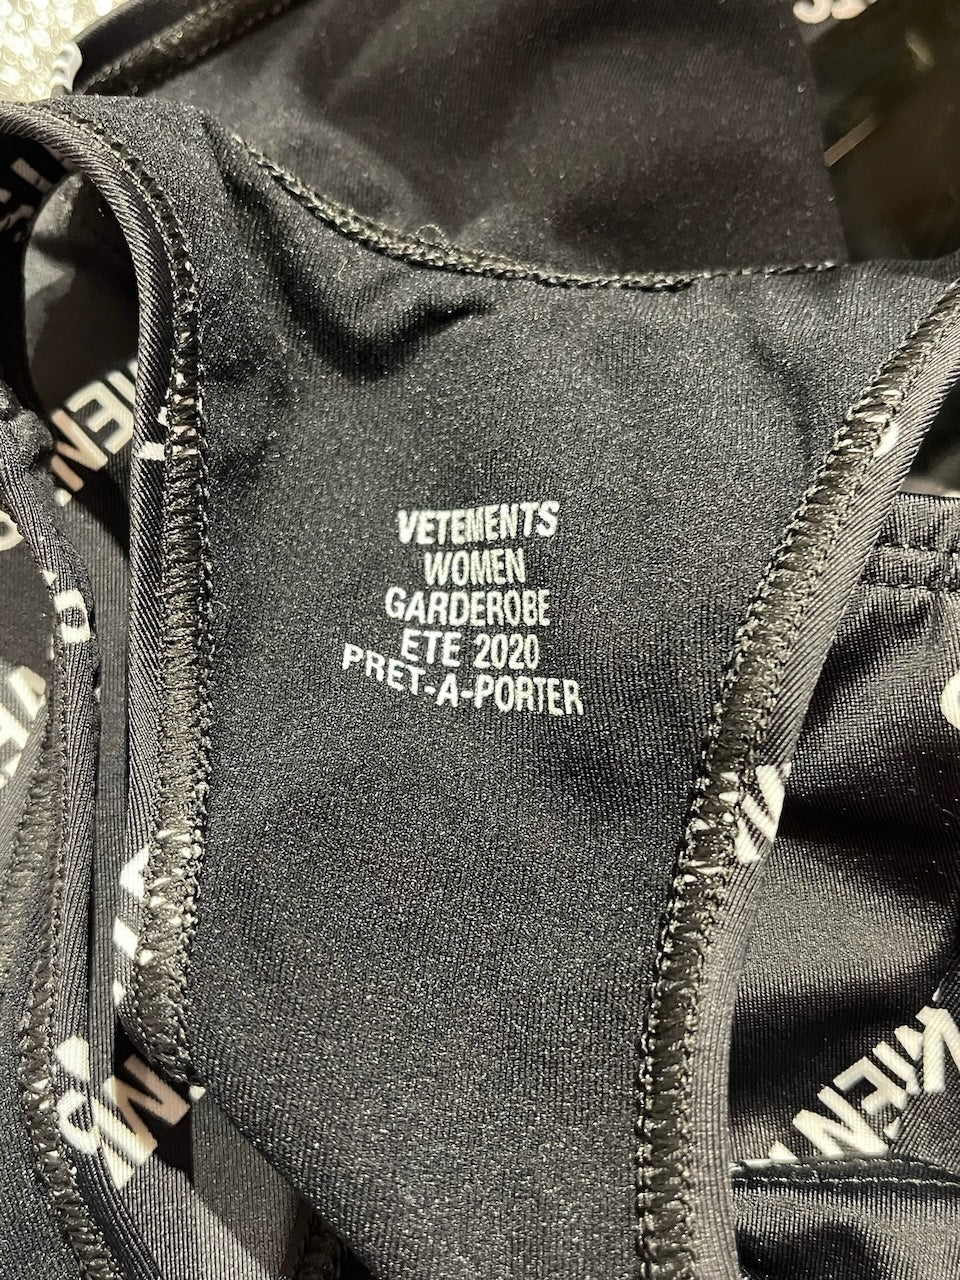 VETEMENTS
WOMEN
GARDEROBE
ETE 2020
PRET-A-PORTER